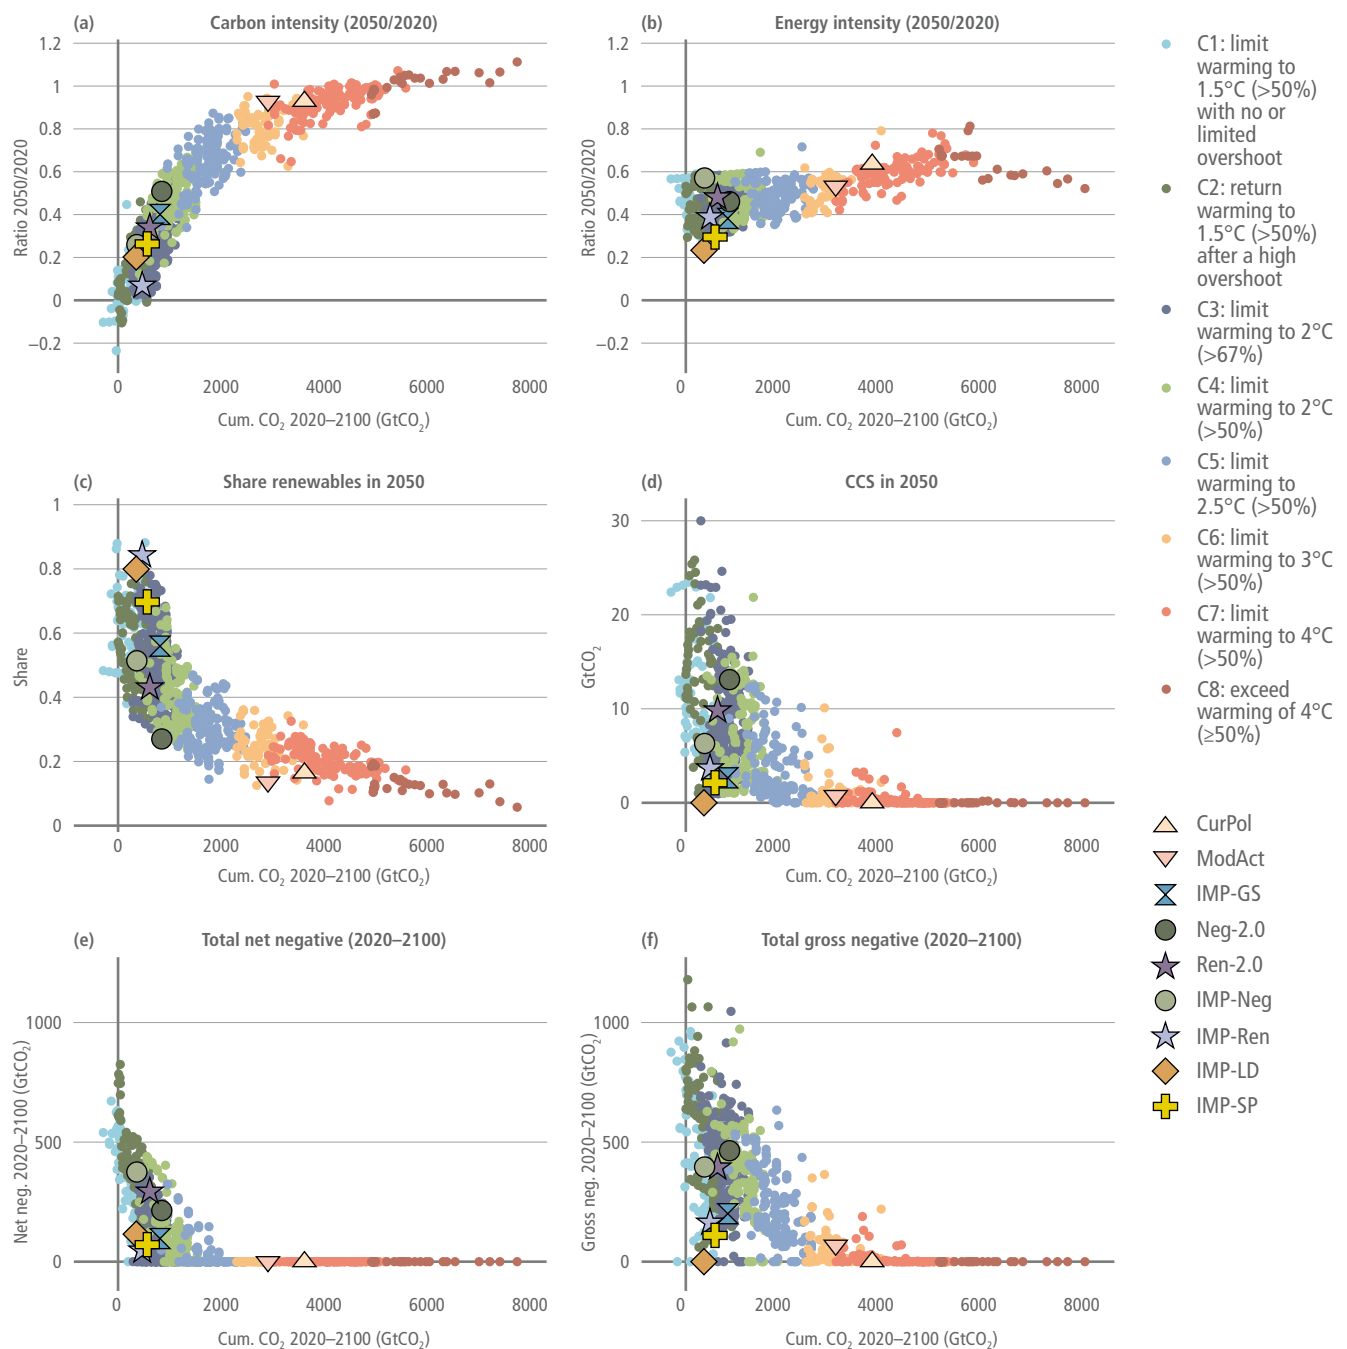 (a) Carbon intensity (2050/2020)
1.2
1
0.8
0.6
0.4
0.2
0
−0.2
Ratio 2050/2020
0 2000 4000 6000 8000
Cum. CO2 2020–2100 (GtCO2)
(b) Energy intensity (2050/2020)
1.2
1
0.8
0.6
0.4
0.2
0
−0.2
Ratio 2050/2020
0 2000 4000 6000 8000
Cum. CO2 2020–2100 (GtCO2)
(c) Share renewables in 2050
1
0.8
0.6
0.4
0.2
0
Share
0 2000 4000 6000 8000
Cum. CO2 2020–2100 (GtCO2)
(d) CCS in 2050
30
20
10
0
GtCO2
0 2000 4000 6000 8000
Cum. CO2 2020–2100 (GtCO2)
(e) Total net negative (2020–2100)
1000
500
0
Net neg. 2020–2100 (GtCO2)
0 2000 4000 6000 8000
Cum. CO2 2020–2100 (GtCO2)
(f) Total gross negative (2020–2100)
1000
500
0
Gross neg. 2020–2100 (GtCO2)
0 2000 4000 6000 8000
Cum. CO2 2020–2100 (GtCO2)
C1: limit
warming to
1.5°C (>50%)
with no or
limited
overshoot
C2: return
warming to
1.5°C (>50%)
after a high
overshoot
C3: limit
warming to 2°C
(>67%)
C4: limit
warming to 2°C
(>50%)
C5: limit
warming to
2.5°C (>50%)
C6: limit
warming to 3°C
(>50%)
C7: limit
warming to 4°C
(>50%)
C8: exceed
warming of 4°C
(≥50%)
CurPol
ModAct
IMP-GS
Neg-2.0
Ren-2.0
IMP-Neg
IMP-Ren
IMP-LD
IMP-SP